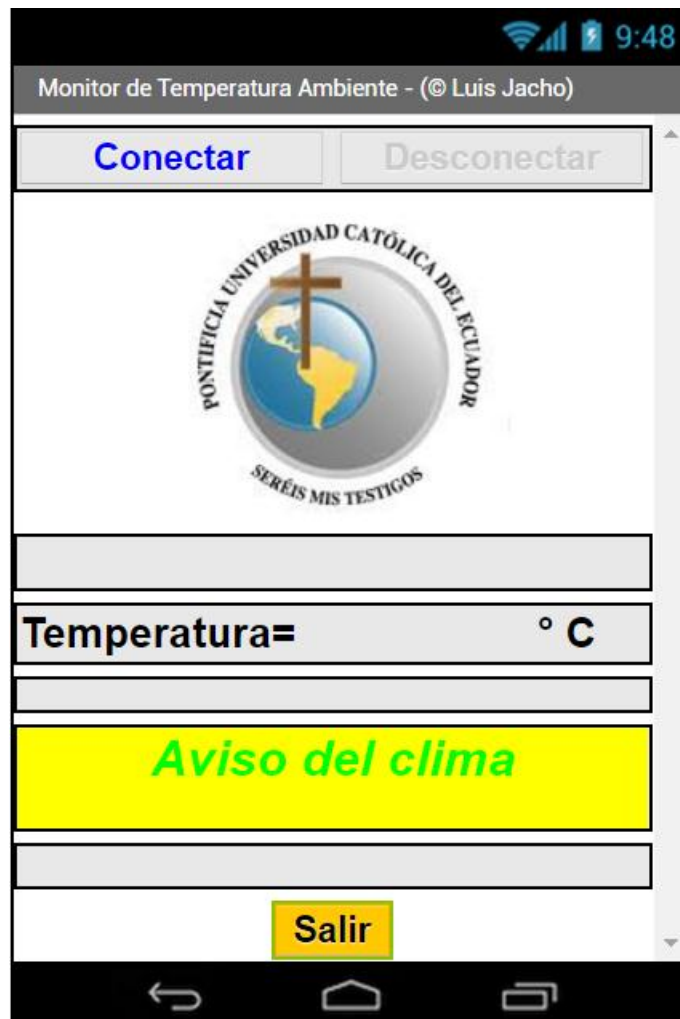 9:48
Monitor de Temperatura Ambiente - (© Luis Jacho)
Conectar Desconectar
PONTIFICIA UNIVERSIDAD CATÓLICA DEL ECUADOR
SERÉIS MIS TESTIGOS
Temperatura= ° C
Aviso del clima
Salir